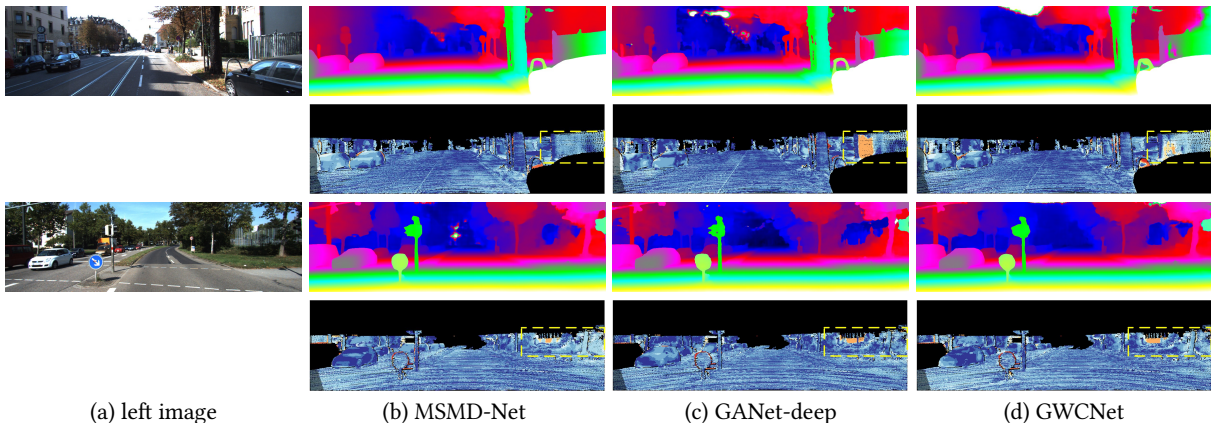 (a) left image
(b) MSMD-Net
(c) GANet-deep
(d) GWCNet